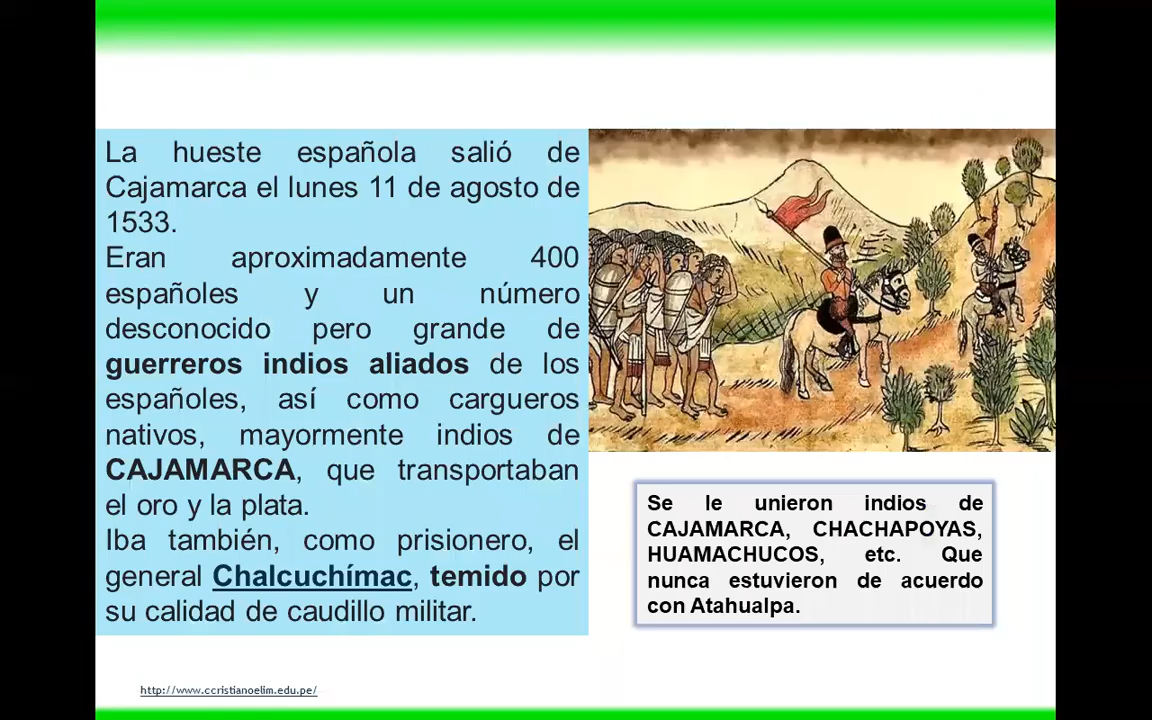 La hueste española salió de
Cajamarca el lunes 11 de agosto de
1533.
Eran aproximadamente 400
españoles y un número
desconocido pero grande de
guerreros indios aliados de los
españoles, así como cargueros
nativos, mayormente indios de
CAJAMARCA, que transportaban
el oro y la plata.
Iba también, como prisionero, el
general Chalcuchímac, temido por
su calidad de caudillo militar.
Se le unieron indios de
CAJAMARCA, CHACHAPOYAS,
HUAMACHUCOS, etc. Que
nunca estuvieron de acuerdo
con Atahualpa.
http://www.ccristianoelim.edu.pe/